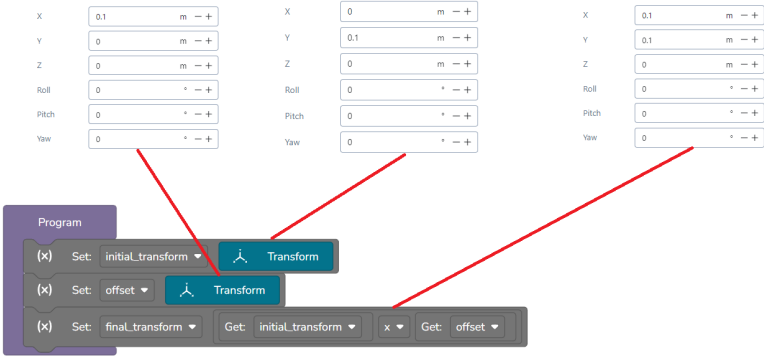 X 0.1 m − +
Y 0 m − +
Z 0 m − +
Roll 0 ° − +
Pitch 0 ° − +
Yaw 0 ° − +
X 0 m − +
Y 0.1 m − +
Z 0 m − +
Roll 0 ° − +
Pitch 0 ° − +
Yaw 0 ° − +
X 0.1 m − +
Y 0.1 m − +
Z 0 m − +
Roll 0 ° − +
Pitch 0 ° − +
Yaw 0 ° − +
Program
(x) Set: initial_transform Transform
(x) Set: offset Transform
(x) Set: final_transform Get: initial_transform x Get: offset